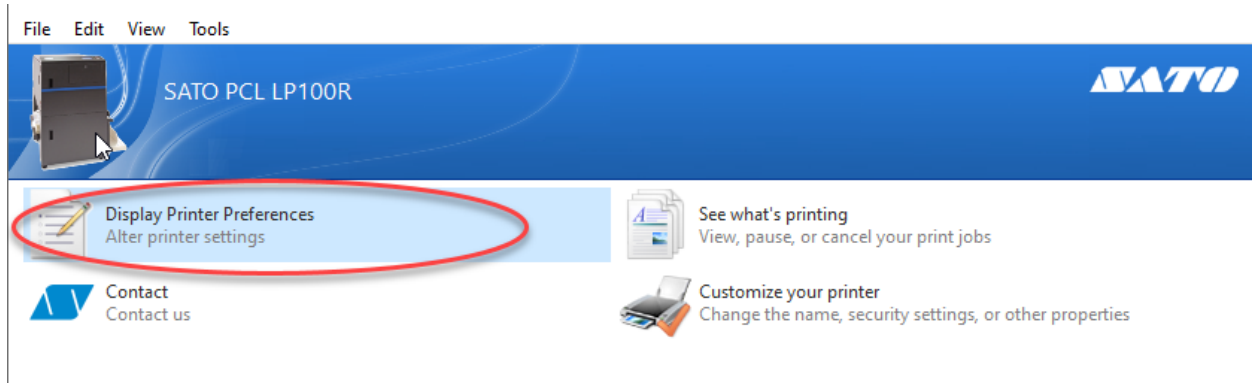 File Edit View Tools
SATO PCL LP100R
SATO
Display Printer Preferences
Alter printer settings
See what's printing
View, pause, or cancel your print jobs
Contact
Contact us
Customize your printer
Change the name, security settings, or other properties